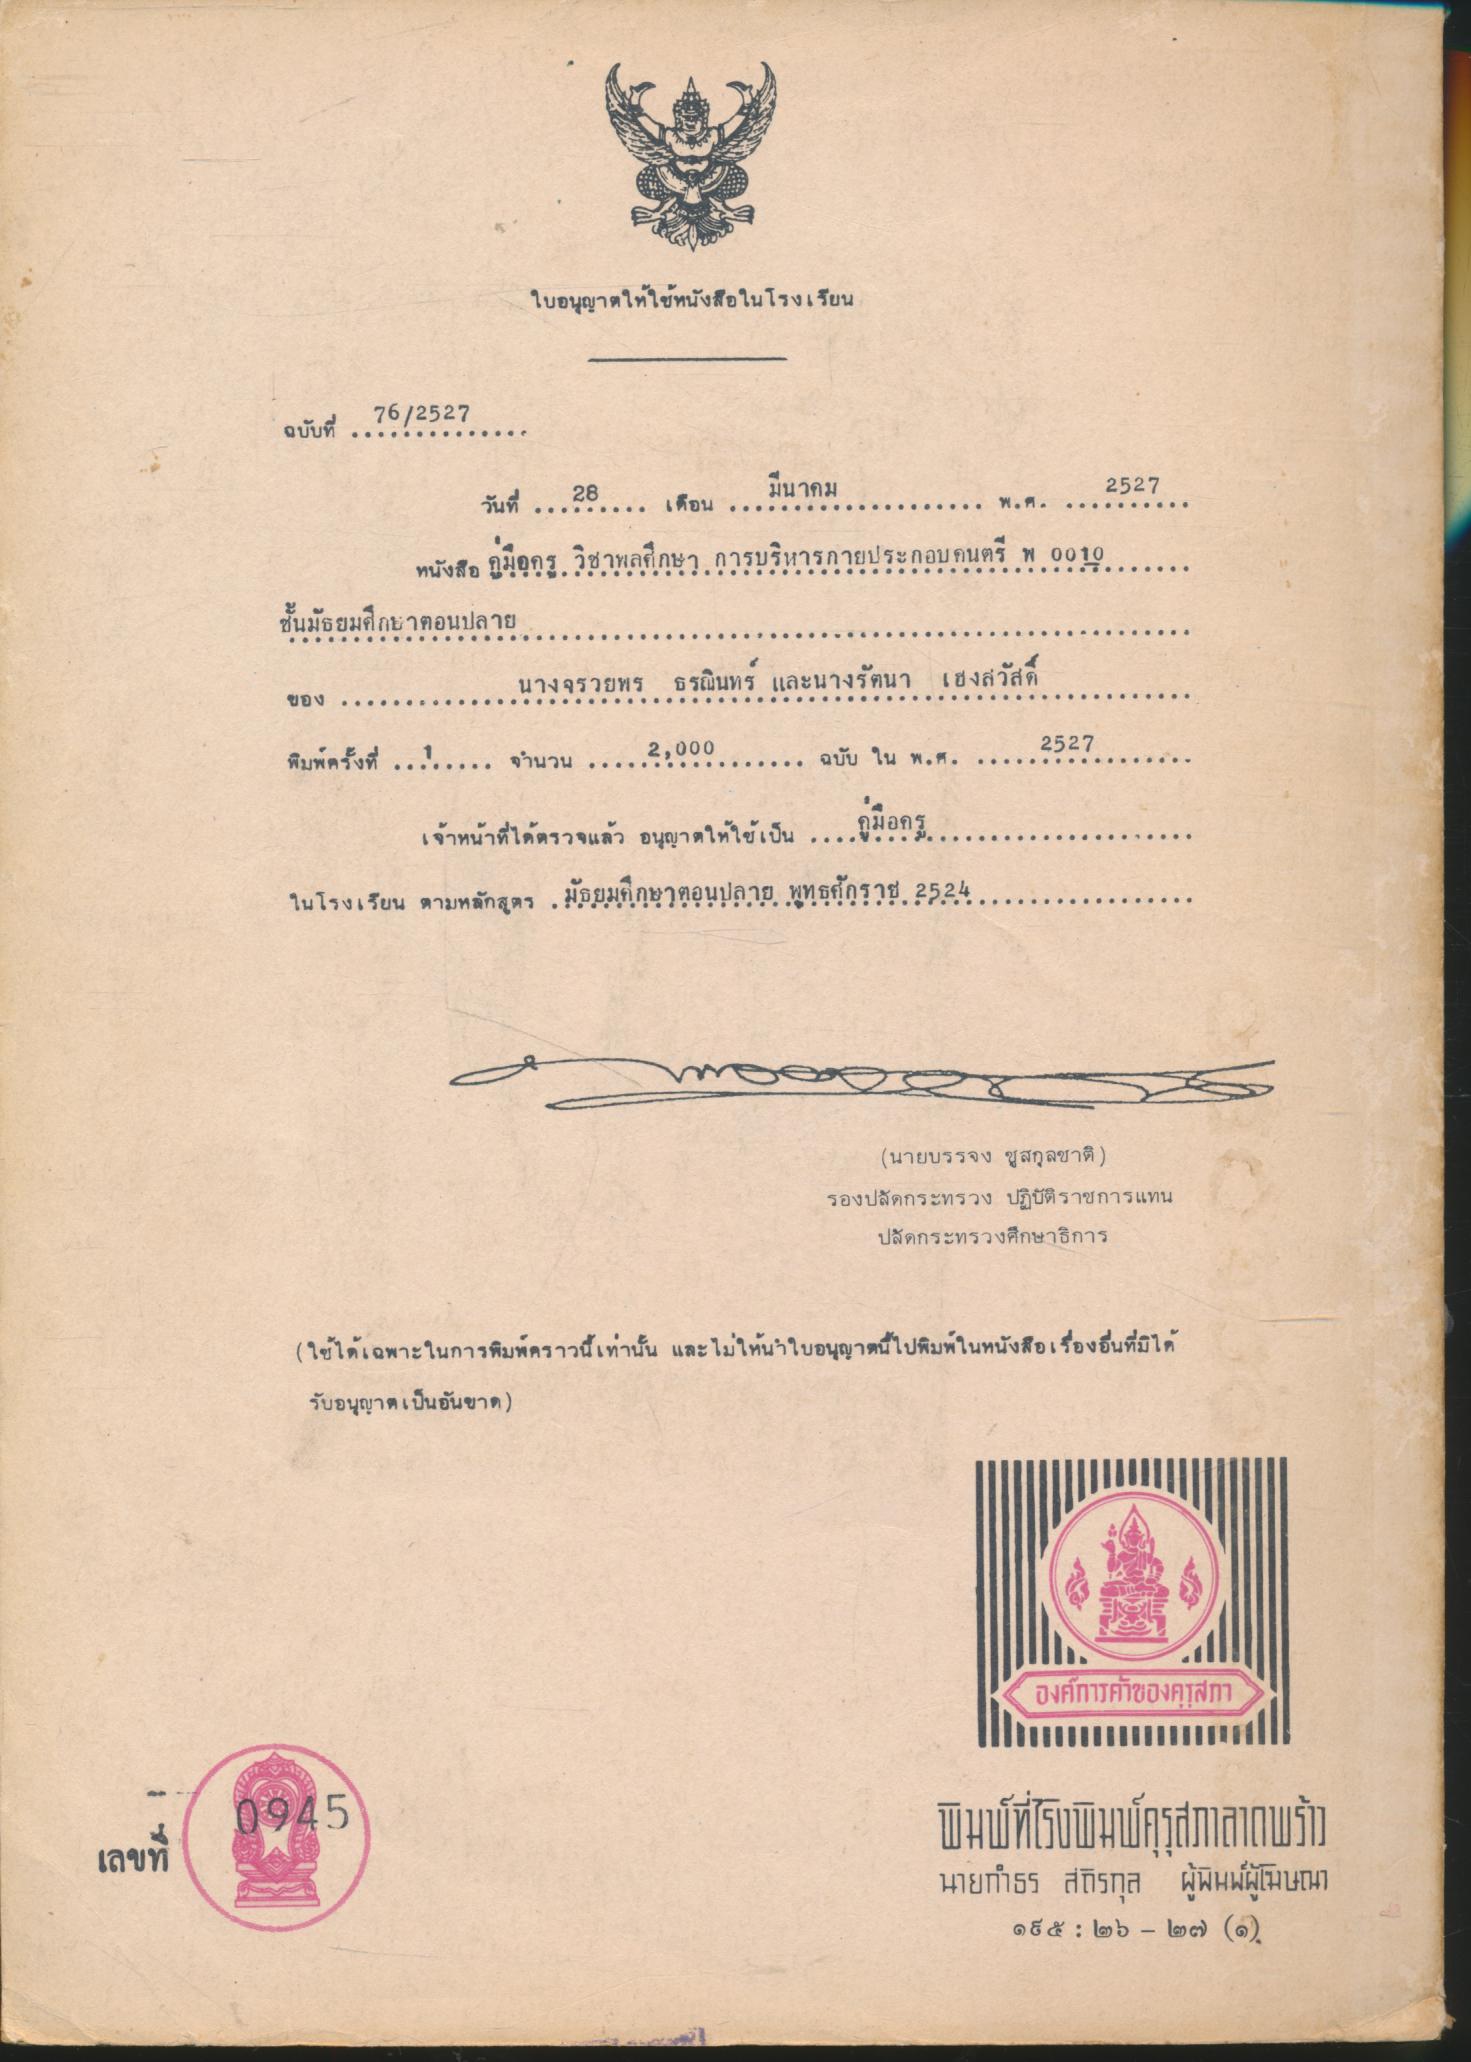 ใบอนุญาตให้ใช้หนังสือในโรงเรียน
ฉบับที่ 76/2527
วันที่ 28 เดือน มีนาคม พ.ศ. 2527
หนังสือ คู่มือครู วิชาพลศึกษา การบริหารกายประกอบดนตรี พ 0010
ชั้นมัธยมศึกษาตอนปลาย
ของ นางจรวยพร ธรณินทร์ และนางรัตนา เฮงสวัสดิ์
พิมพ์ครั้งที่ 1 จำนวน 2,000 ฉบับ ใน พ.ศ. 2527
เจ้าหน้าที่ได้ตรวจแล้ว อนุญาตให้ใช้เป็น คู่มือครู
ในโรงเรียน ตามหลักสูตร มัธยมศึกษาตอนปลาย พุทธศักราช 2524
(นายบรรจง ชูสกุลชาติ)
รองปลัดกระทรวง ปฏิบัติราชการแทน
ปลัดกระทรวงศึกษาธิการ
(ใช้ได้เฉพาะในการพิมพ์คราวนี้เท่านั้น และไม่ให้นำใบอนุญาตนี้ไปพิมพ์ในหนังสือเรื่องอื่นที่มิได้
รับอนุญาตเป็นอันขาด)
องค์การค้าของคุรุสภา
เลขที่ 0945
พิมพ์ที่โรงพิมพ์คุรุสภาลาดพร้าว
นายกำธร สถิรกุล ผู้พิมพ์ผู้โฆษณา
๑๙๕ : ๒๖ - ๒๗ (๑)